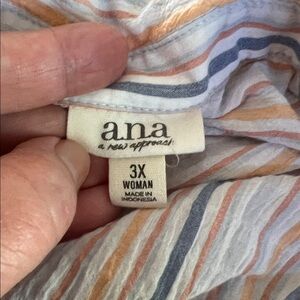 a.n.a
a new approach
3X
WOMAN
MADE IN
INDONESIA